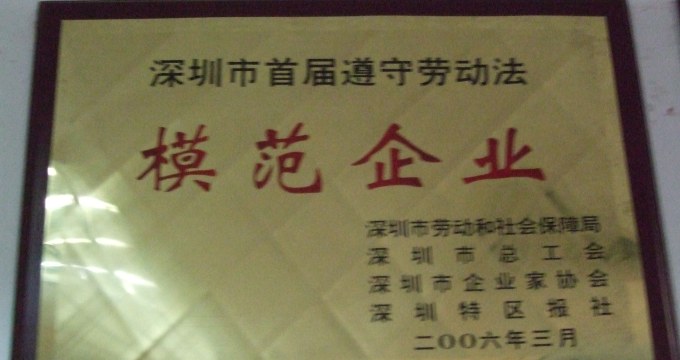 深圳市首届遵守劳动法
模范企业
深圳市劳动和社会保障局
深圳市总工会
深圳市企业家协会
深圳特区报社
二OO六年三月